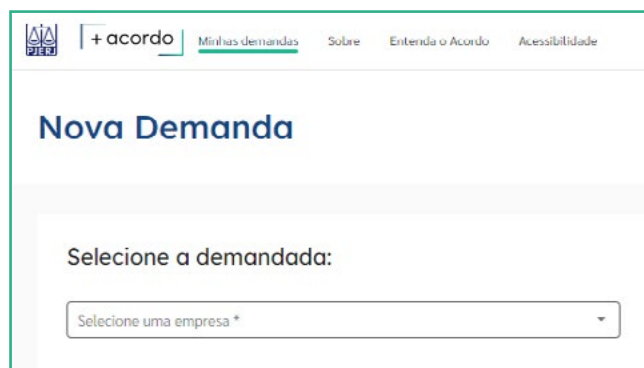 PJERJ
+ acordo Minhas demandas Sobre Entenda o Acordo Acessibilidade
Nova Demanda
Selecione a demandada:
Selecione uma empresa *